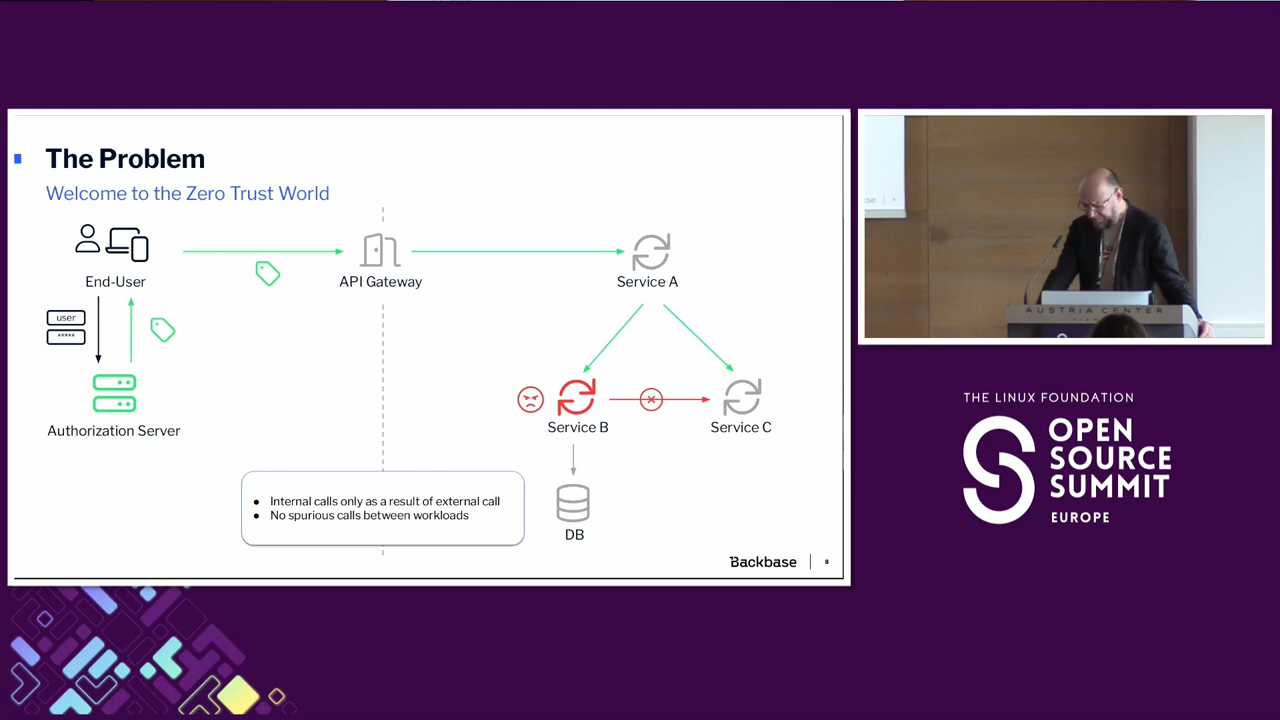 The Problem
Welcome to the Zero Trust World
End-User
API Gateway
Service A
user
*****
Authorization Server
Service B
Service C
Internal calls only as a result of external call
No spurious calls between workloads
DB
Backbase
8
AUSTRIA CENTER
THE LINUX FOUNDATION
OPEN
SOURCE
SUMMIT
EUROPE